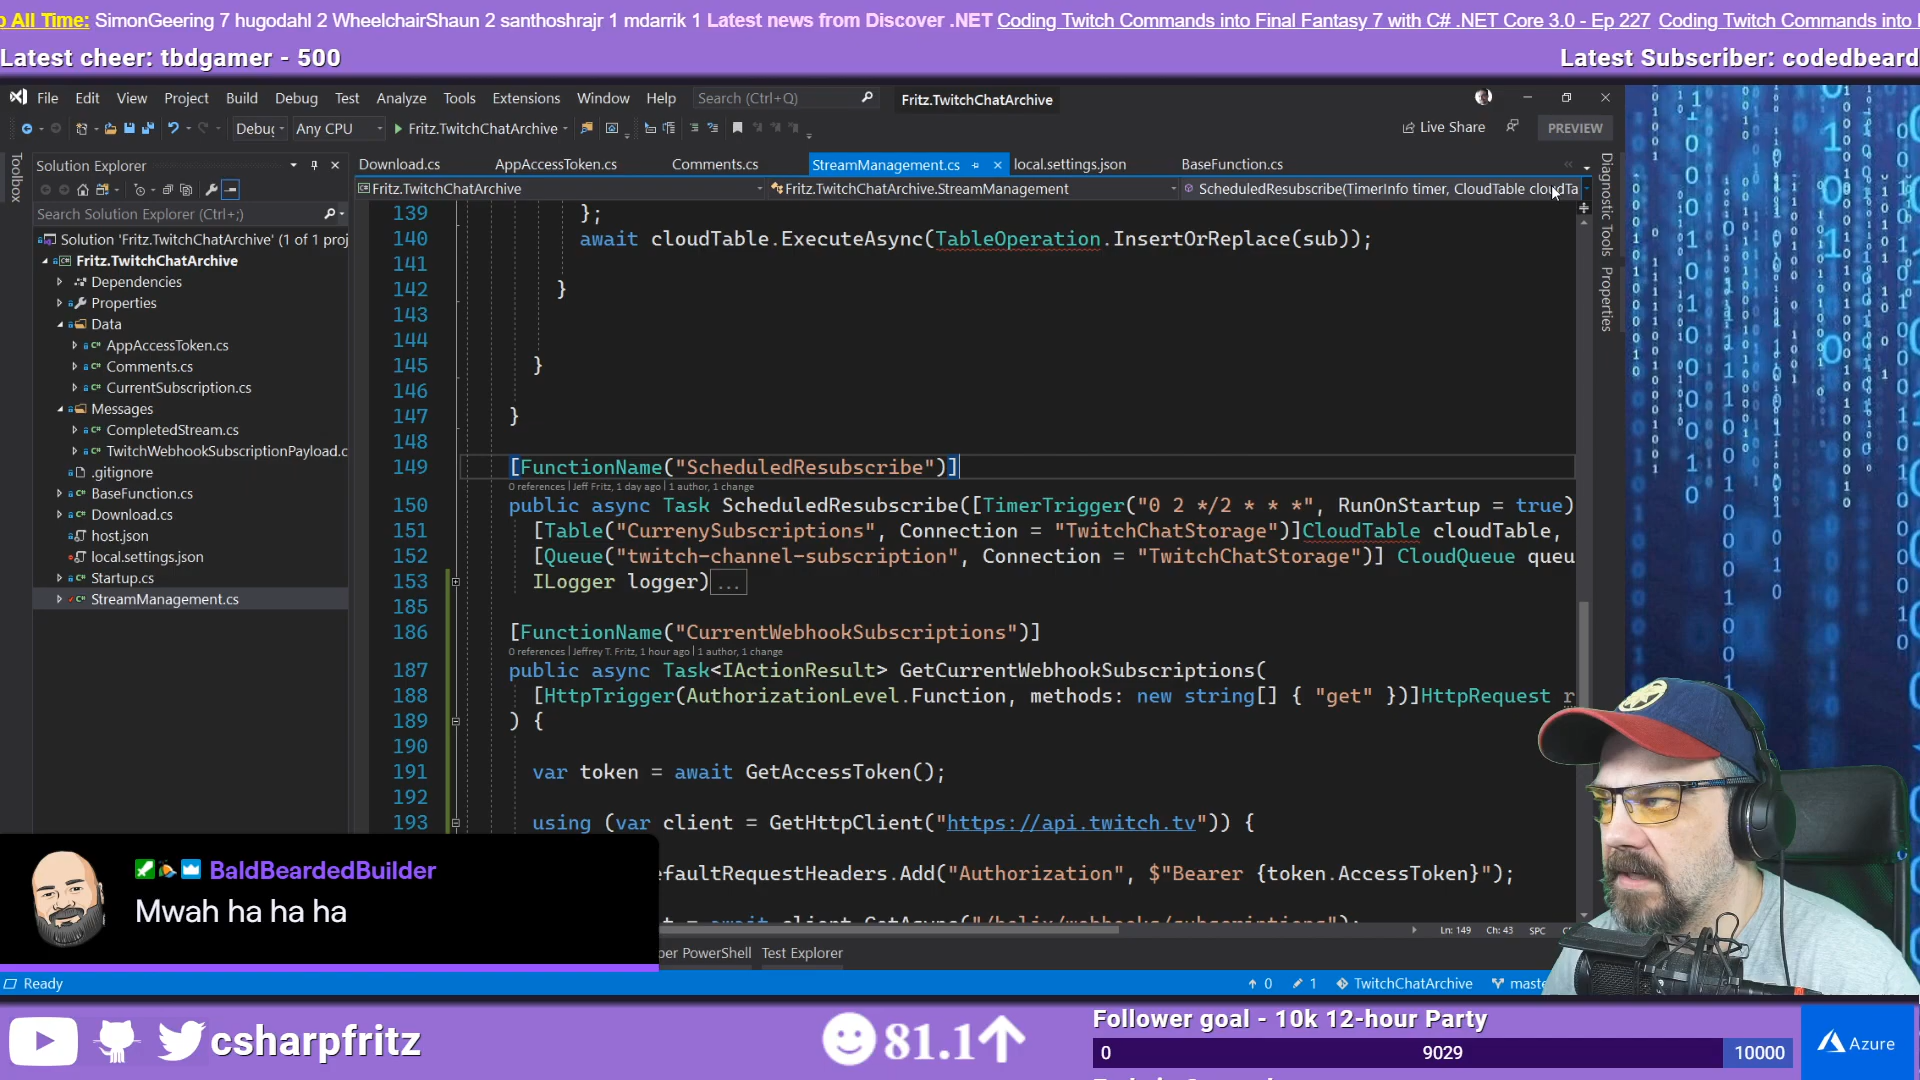 All Time: SimonGeering 7 hugodahl 2 WheelchairShaun 2 santhoshrajr 1 mdarrik 1 Latest news from Discover .NET Coding Twitch Commands into Final Fantasy 7 with C# .NET Core 3.0 - Ep 227 Coding Twitch Commands into
Latest cheer: tbdgamer - 500
Latest Subscriber: codedbeard
File Edit View Project Build Debug Test Analyze Tools Extensions Window Help Search (Ctrl+Q) Fritz.TwitchChatArchive
Debug Any CPU Fritz.TwitchChatArchive Live Share PREVIEW
Toolbox
Solution Explorer
Search Solution Explorer (Ctrl+;)
Solution 'Fritz.TwitchChatArchive' (1 of 1 proj
Fritz.TwitchChatArchive
Dependencies
Properties
Data
AppAccessToken.cs
Comments.cs
CurrentSubscription.cs
Messages
CompletedStream.cs
TwitchWebhookSubscriptionPayload.c
.gitignore
BaseFunction.cs
Download.cs
host.json
local.settings.json
Startup.cs
StreamManagement.cs
Download.cs AppAccessToken.cs Comments.cs StreamManagement.cs local.settings.json BaseFunction.cs
Fritz.TwitchChatArchive Fritz.TwitchChatArchive.StreamManagement ScheduledResubscribe(TimerInfo timer, CloudTable cloudTa
139 };
140 await cloudTable.ExecuteAsync(TableOperation.InsertOrReplace(sub));
141
142 }
143
144
145 }
146
147 }
148
149 [FunctionName("ScheduledResubscribe")]
0 references | Jeff Fritz, 1 day ago | 1 author, 1 change
150 public async Task ScheduledResubscribe([TimerTrigger("0 2 */2 * * *", RunOnStartup = true)
151 [Table("CurrenySubscriptions", Connection = "TwitchChatStorage")]CloudTable cloudTable,
152 [Queue("twitch-channel-subscription", Connection = "TwitchChatStorage")] CloudQueue queu
153 ILogger logger)...
185
186 [FunctionName("CurrentWebhookSubscriptions")]
0 references | Jeffrey T. Fritz, 1 hour ago | 1 author, 1 change
187 public async Task<IActionResult> GetCurrentWebhookSubscriptions(
188 [HttpTrigger(AuthorizationLevel.Function, methods: new string[] { "get" })]HttpRequest r
189 ) {
190
191 var token = await GetAccessToken();
192
193 using (var client = GetHttpClient("https://api.twitch.tv")) {
efaultRequestHeaders.Add("Authorization", $"Bearer {token.AccessToken}");
t = await client.GetAsync("/helix/webhooks/subscriptions");
Diagnostic Tools
Properties
Ln: 149 Ch: 43 SPC
per PowerShell Test Explorer
Ready
0 1 TwitchChatArchive maste
BaldBeardedBuilder
Mwah ha ha ha
csharpfritz
81.1
Follower goal - 10k 12-hour Party
0 9029 10000
Azure